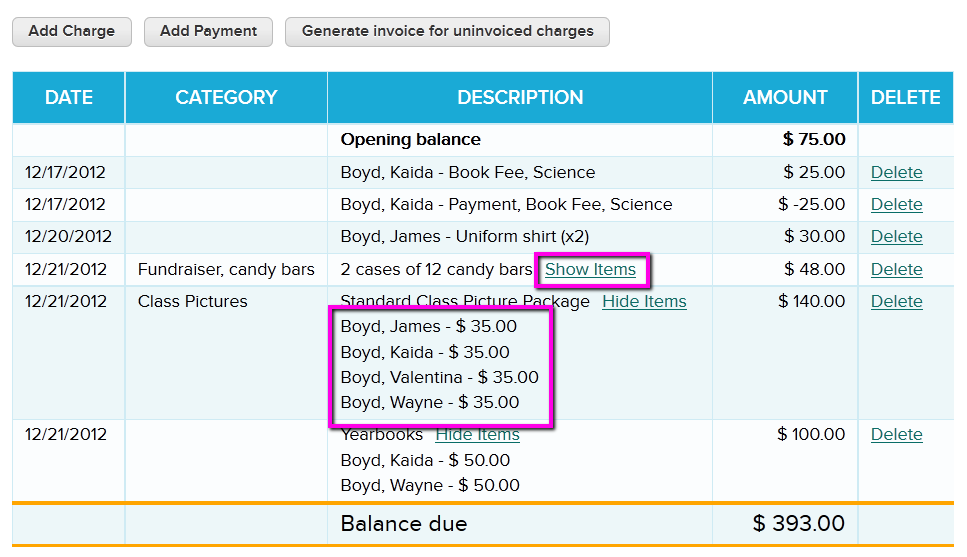 Add Charge Add Payment Generate invoice for uninvoiced charges
DATE CATEGORY DESCRIPTION AMOUNT DELETE
Opening balance $ 75.00
12/17/2012 Boyd, Kaida - Book Fee, Science $ 25.00 Delete
12/17/2012 Boyd, Kaida - Payment, Book Fee, Science $ -25.00 Delete
12/20/2012 Boyd, James - Uniform shirt (x2) $ 30.00 Delete
12/21/2012 Fundraiser, candy bars 2 cases of 12 candy bars Show Items $ 48.00 Delete
12/21/2012 Class Pictures Standard Class Picture Package Hide Items $ 140.00 Delete
Boyd, James - $ 35.00
Boyd, Kaida - $ 35.00
Boyd, Valentina - $ 35.00
Boyd, Wayne - $ 35.00
12/21/2012 Yearbooks Hide Items $ 100.00 Delete
Boyd, Kaida - $ 50.00
Boyd, Wayne - $ 50.00
Balance due $ 393.00